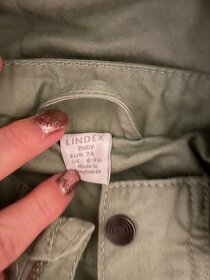 LINDEX
Baby
EUR 74
UK 6-9M
Made in
Bangladesh